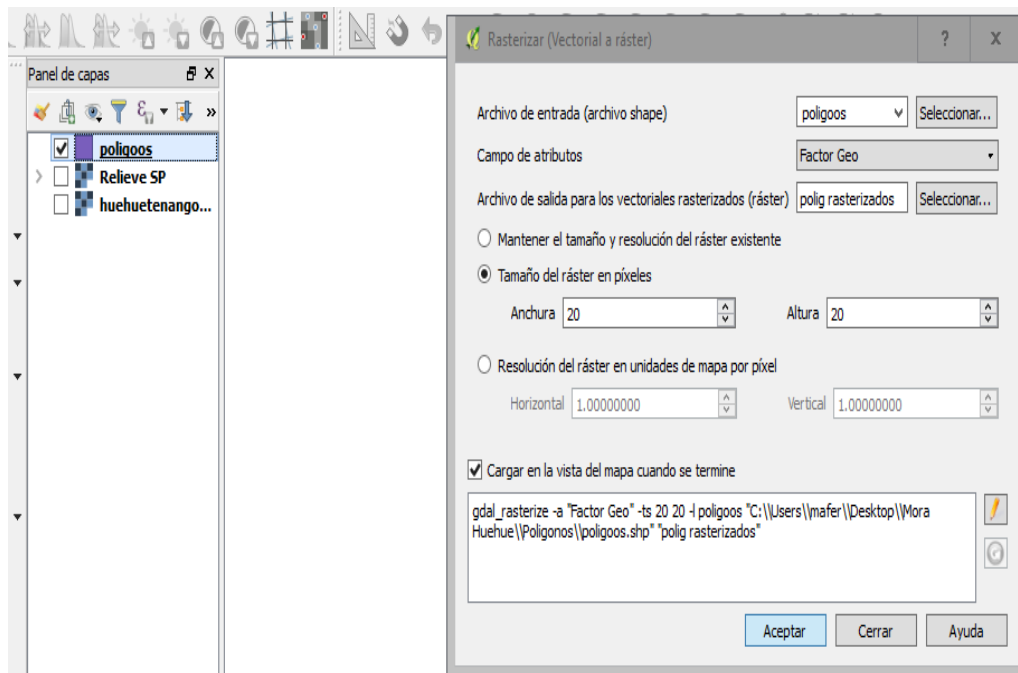 Panel de capas
poligoos
Relieve SP
huehuetenango...
Rasterizar (Vectorial a ráster)
? X
Archivo de entrada (archivo shape) poligoos Seleccionar...
Campo de atributos Factor Geo
Archivo de salida para los vectoriales rasterizados (ráster) polig rasterizados Seleccionar...
Mantener el tamaño y resolución del ráster existente
Tamaño del ráster en píxeles
Anchura 20 Altura 20
Resolución del ráster en unidades de mapa por píxel
Horizontal 1.00000000 Vertical 1.00000000
Cargar en la vista del mapa cuando se termine
gdal_rasterize -a "Factor Geo" -ts 20 20 -l poligoos "C:\\Users\\mafer\\Desktop\\Mora
Huehue\\Poligonos\\poligoos.shp" "polig rasterizados"
Aceptar Cerrar Ayuda